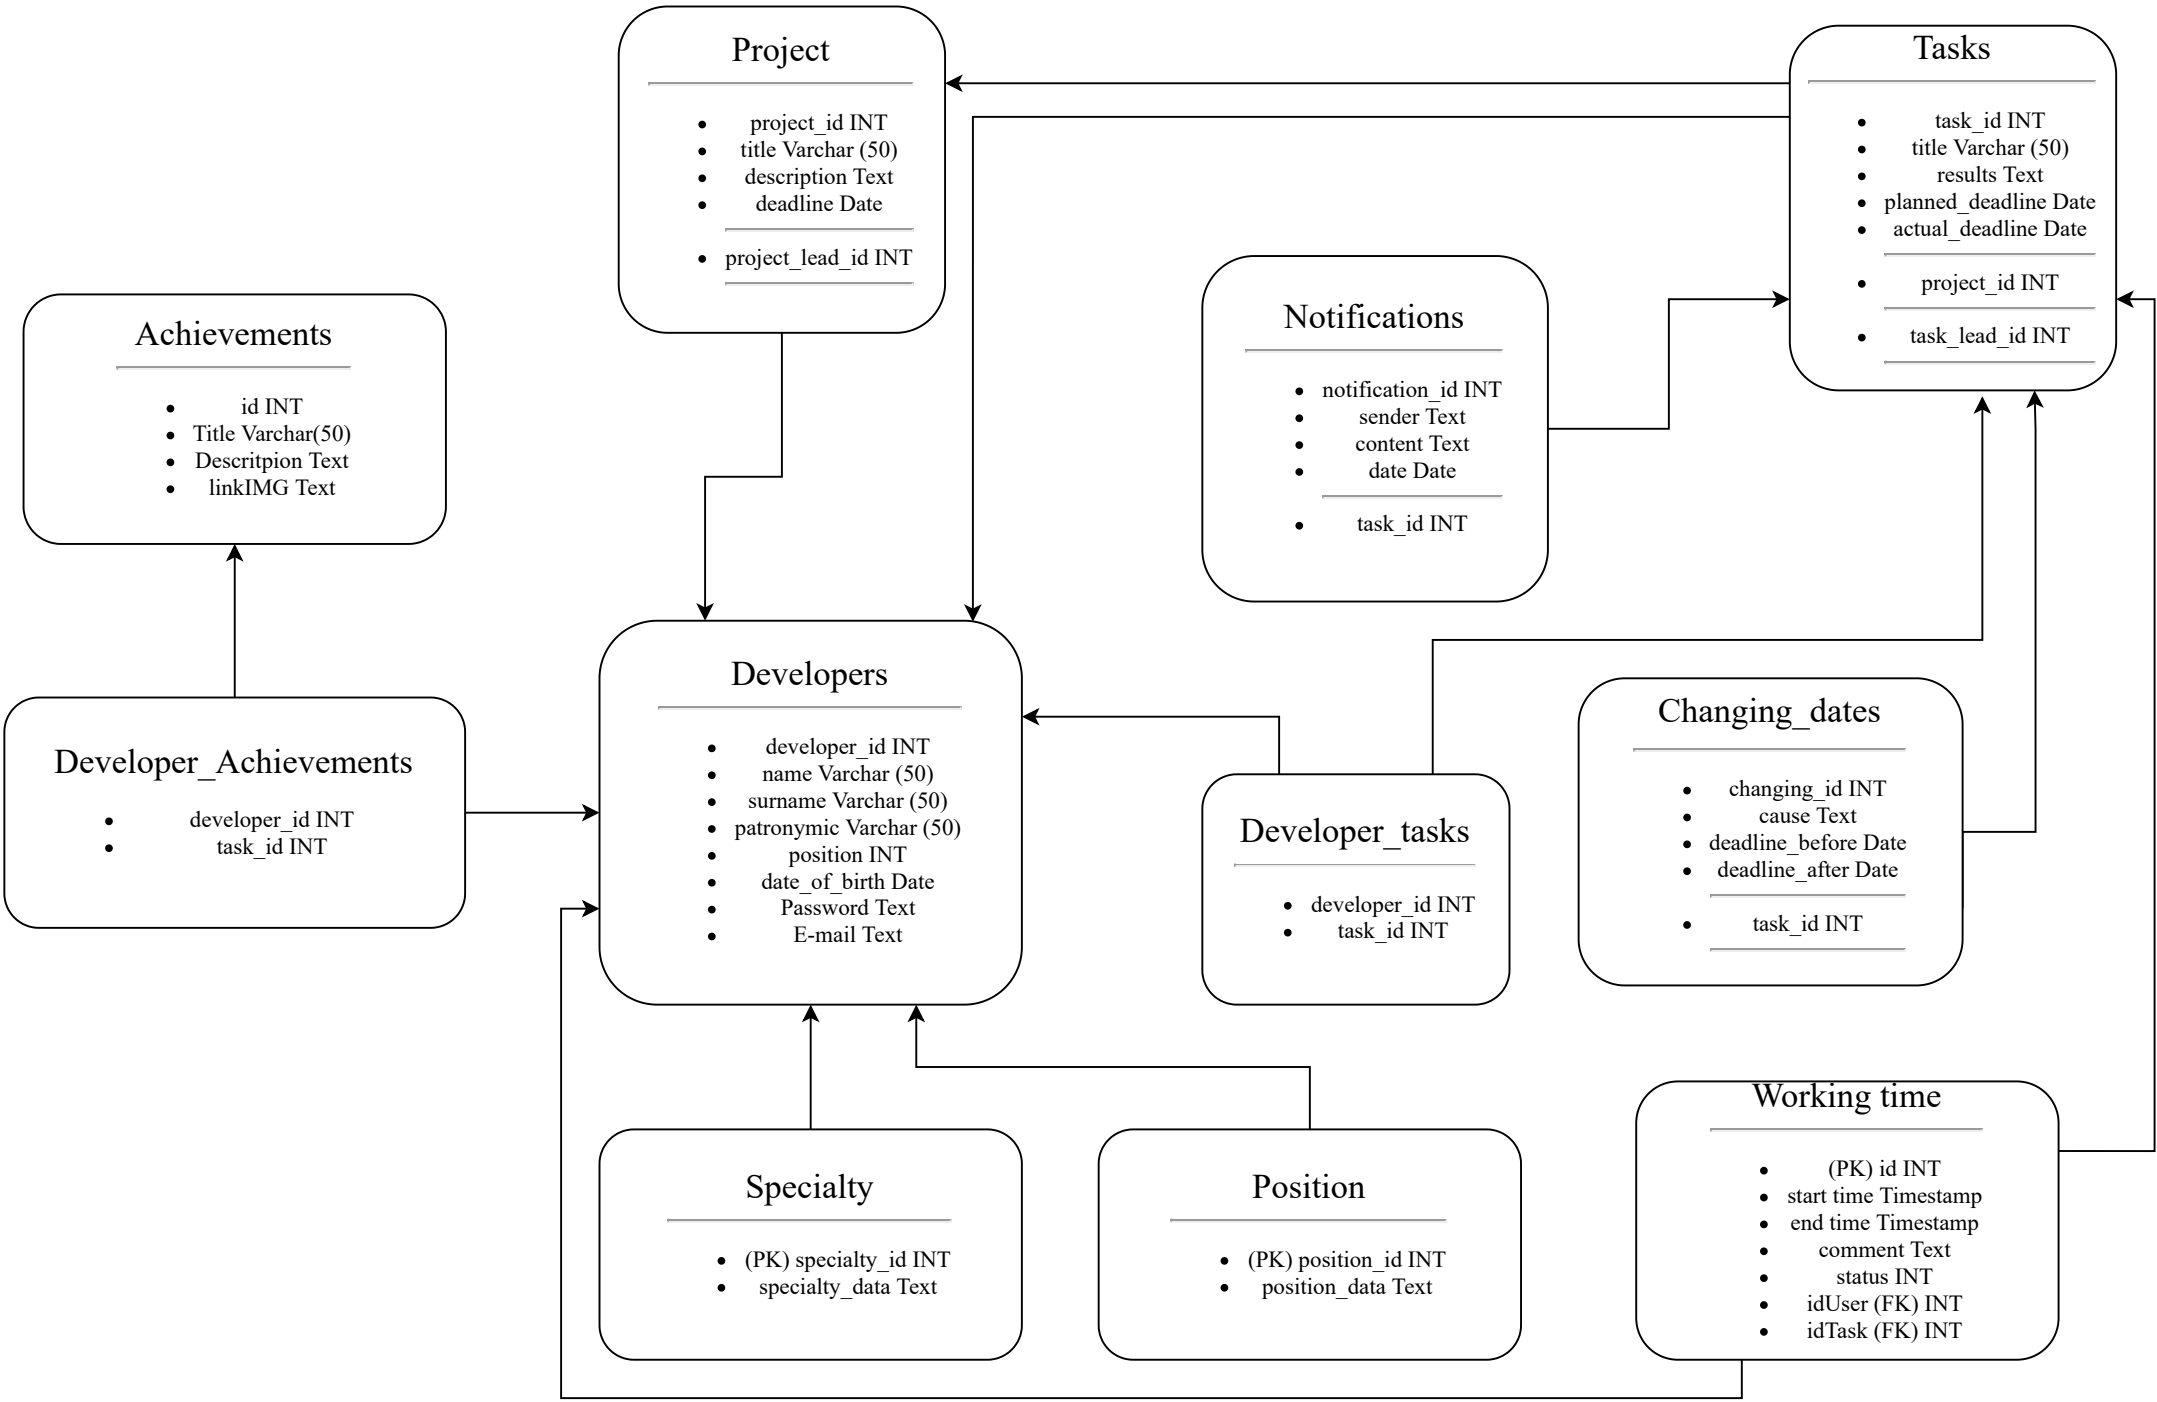 Project
project_id INT
title Varchar (50)
description Text
deadline Date
project_lead_id INT
Tasks
task_id INT
title Varchar (50)
results Text
planned_deadline Date
actual_deadline Date
project_id INT
task_lead_id INT
Notifications
notification_id INT
sender Text
content Text
date Date
task_id INT
Achievements
id INT
Title Varchar(50)
Descritpion Text
linkIMG Text
Developer_Achievements
developer_id INT
task_id INT
Developers
developer_id INT
name Varchar (50)
surname Varchar (50)
patronymic Varchar (50)
position INT
date_of_birth Date
Password Text
E-mail Text
Developer_tasks
developer_id INT
task_id INT
Changing_dates
changing_id INT
cause Text
deadline_before Date
deadline_after Date
task_id INT
Specialty
(PK) specialty_id INT
specialty_data Text
Position
(PK) position_id INT
position_data Text
Working time
(PK) id INT
start time Timestamp
end time Timestamp
comment Text
status INT
idUser (FK) INT
idTask (FK) INT